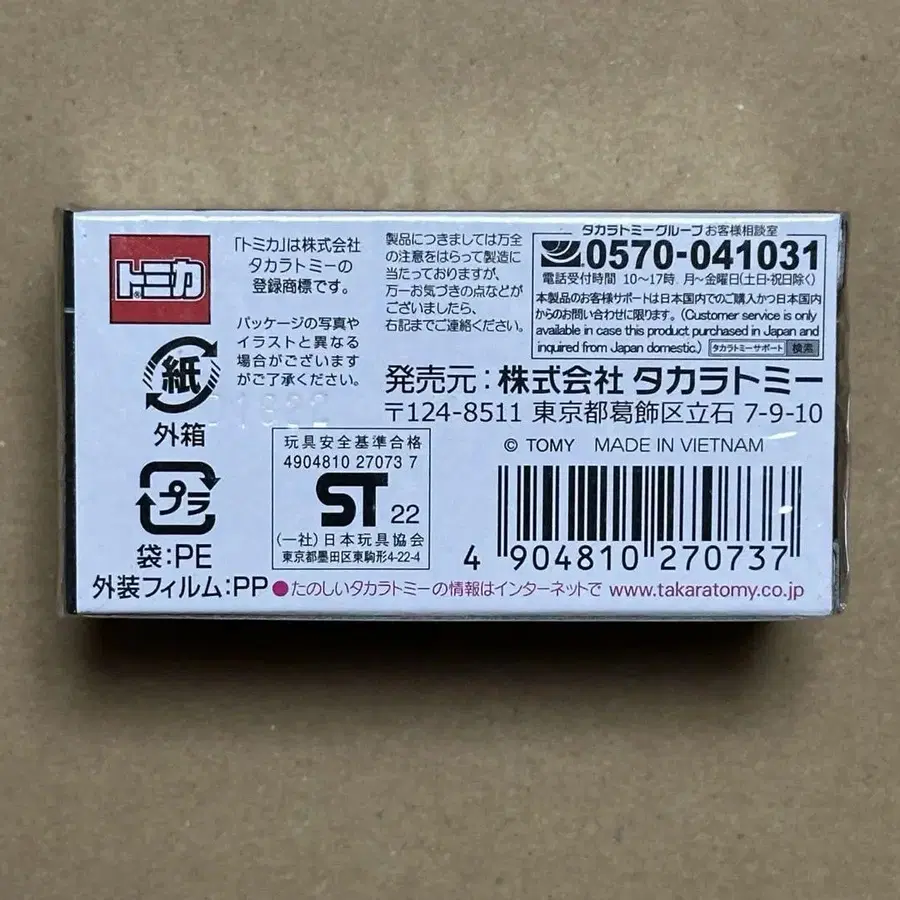 トミカ
®
「トミカ」は株式会社
タカラトミーの
登録商標です。
パッケージの写真や
イラストと異なる
場合がございます
がご了承ください。
製品につきましては万全
の注意をはらって製造に
当たっておりますが、
万一お気づきの点などが
ございましたら、
右記までご連絡ください。
タカラトミーグループ お客様相談室
0570-041031
電話受付時間 10〜17時 月〜金曜日(土日・祝日除く)
本製品のお客様サポートは日本国内でのご購入かつ日本国内
からのお問い合わせに限ります。(Customer service is only
available in case this product purchased in Japan and
inquired from Japan domestic.) タカラトミーサポート 検索
発売元:株式会社 タカラトミー
〒124-8511 東京都葛飾区立石 7-9-10
© TOMY MADE IN VIETNAM
紙
外箱
プラ
袋:PE
外装フィルム:PP
玩具安全基準合格
4904810 27073 7
ST 22
(一社)日本玩具協会
東京都墨田区東駒形4-22-4
4 904810 270737
●たのしいタカラトミーの情報はインターネットで www.takaratomy.co.jp